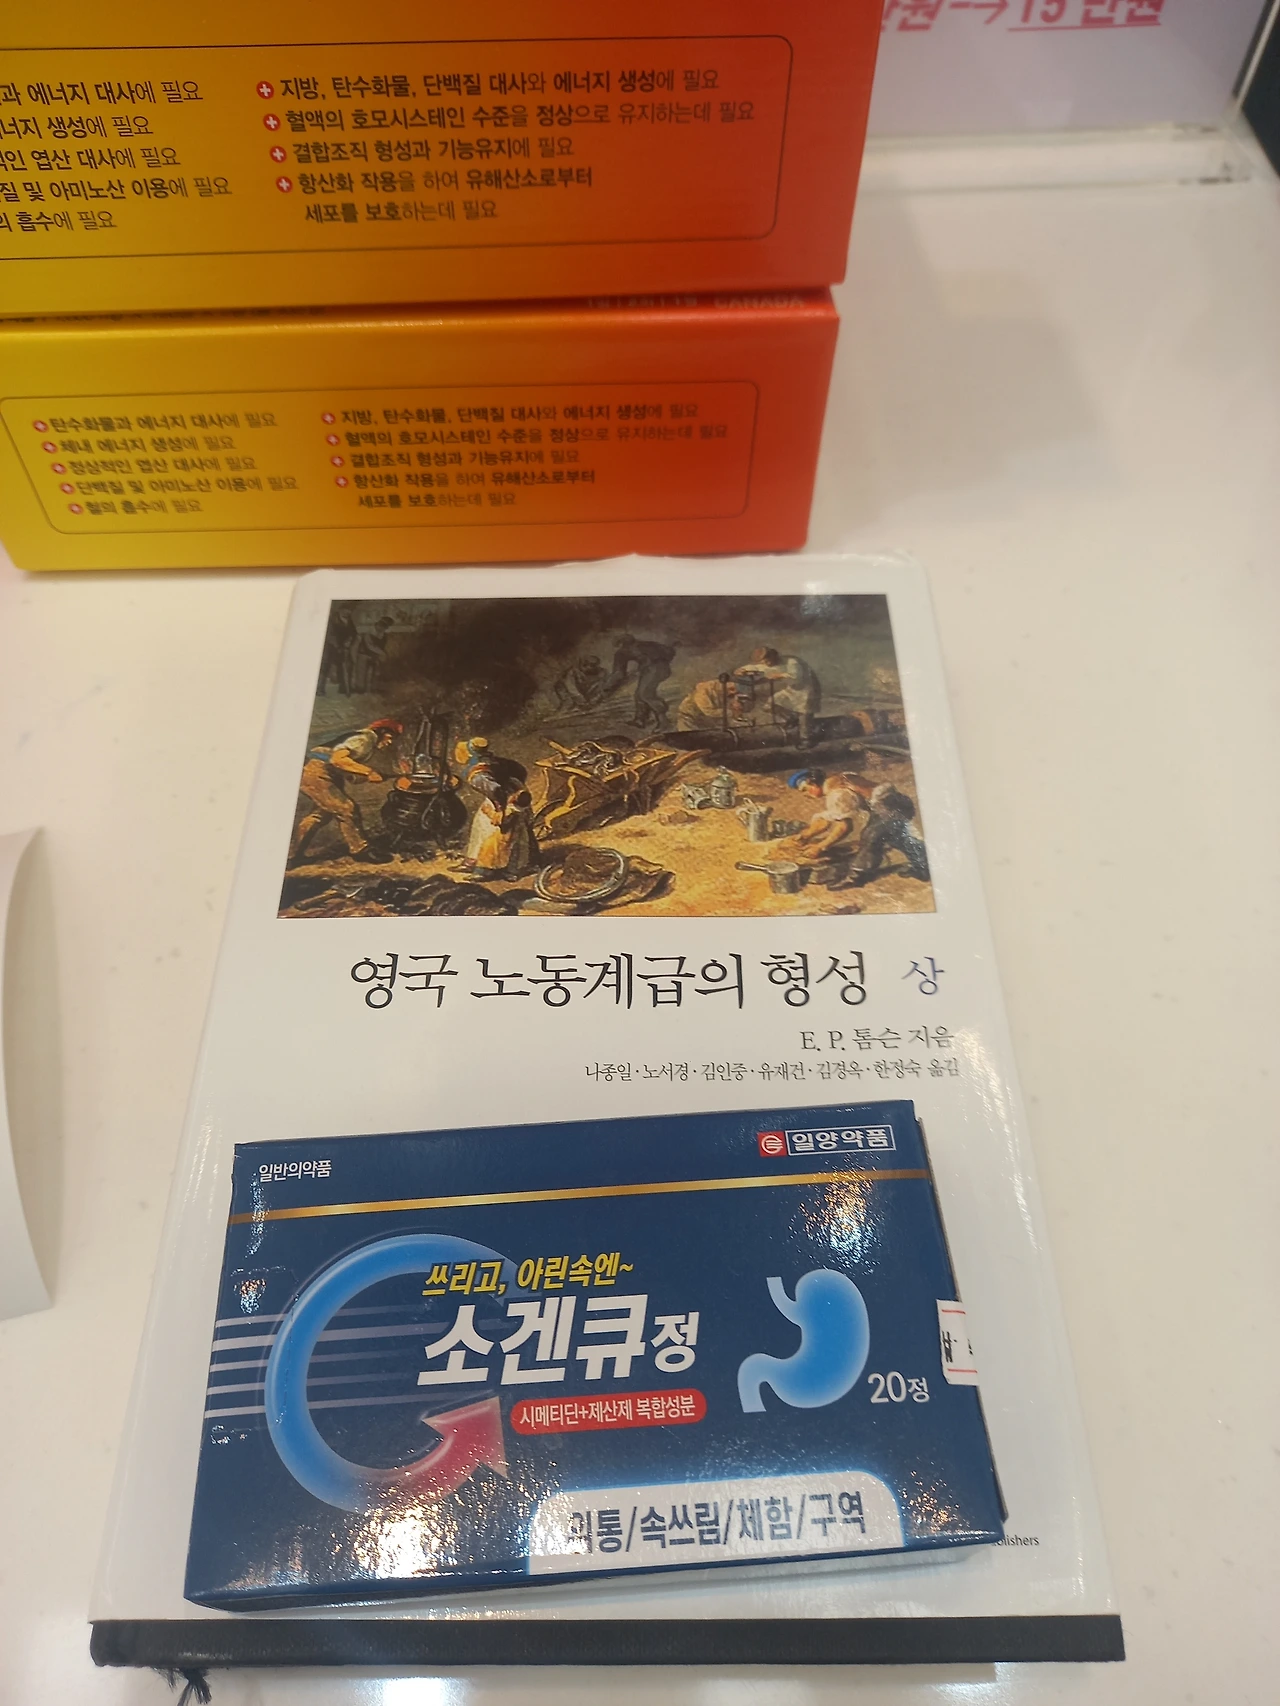 15 만원
과 에너지 대사에 필요
너지 생성에 필요
인 엽산 대사에 필요
질 및 아미노산 이용에 필요
의 흡수에 필요
지방, 탄수화물, 단백질 대사와 에너지 생성에 필요
혈액의 호모시스테인 수준을 정상으로 유지하는데 필요
결합조직 형성과 기능유지에 필요
항산화 작용을 하여 유해산소로부터
세포를 보호하는데 필요
CANADA
탄수화물과 에너지 대사에 필요
체내 에너지 생성에 필요
정상적인 엽산 대사에 필요
단백질 및 아미노산 이용에 필요
철의 흡수에 필요
지방, 탄수화물, 단백질 대사와 에너지 생성에 필요
혈액의 호모시스테인 수준을 정상으로 유지하는데 필요
결합조직 형성과 기능유지에 필요
항산화 작용을 하여 유해산소로부터
세포를 보호하는데 필요
영국 노동계급의 형성 상
E. P. 톰슨 지음
나종일·노서경·김인중·유재건·김경옥·한정숙 옮김
일반의약품
일양약품
쓰리고, 아린속엔~
소겐큐정
시메티딘+제산제 복합성분
20정
위통/속쓰림/체함/구역